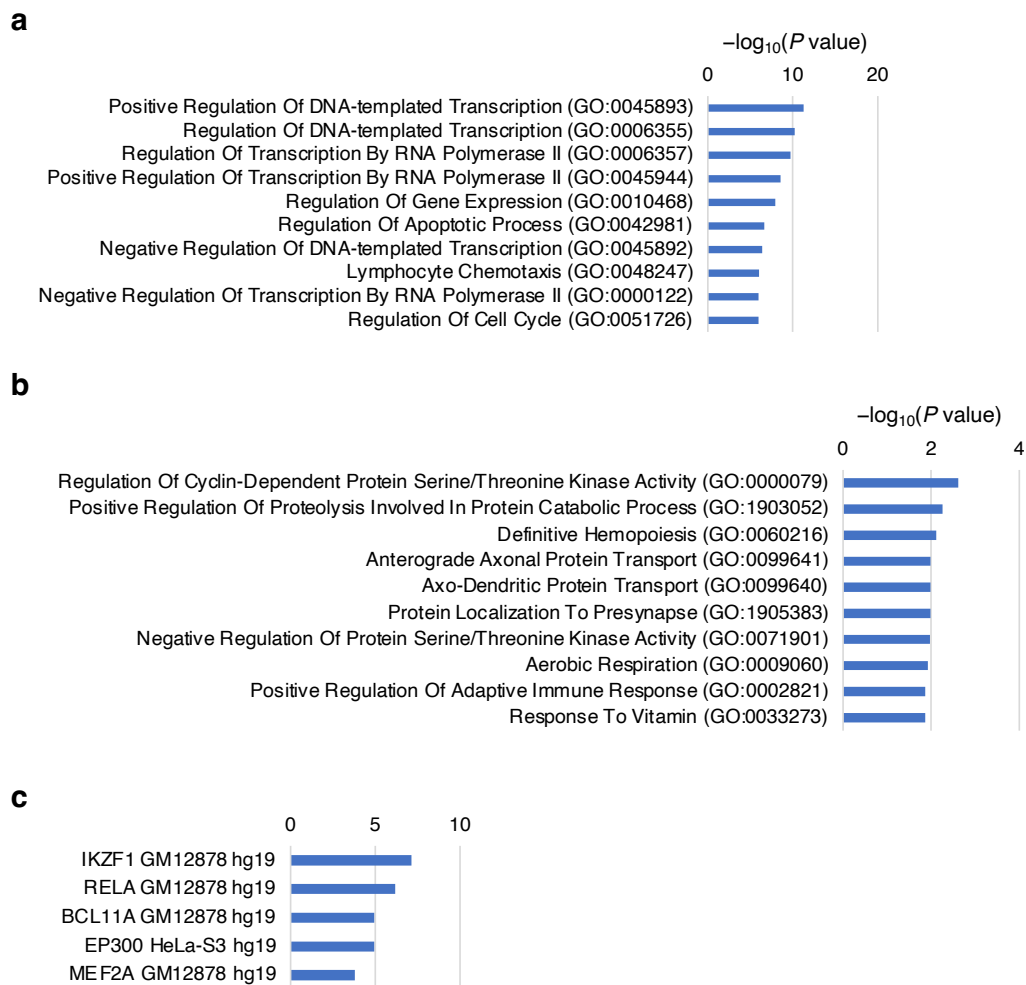 a
−log10(P value)
0 10 20
Positive Regulation Of DNA-templated Transcription (GO:0045893)
Regulation Of DNA-templated Transcription (GO:0006355)
Regulation Of Transcription By RNA Polymerase II (GO:0006357)
Positive Regulation Of Transcription By RNA Polymerase II (GO:0045944)
Regulation Of Gene Expression (GO:0010468)
Regulation Of Apoptotic Process (GO:0042981)
Negative Regulation Of DNA-templated Transcription (GO:0045892)
Lymphocyte Chemotaxis (GO:0048247)
Negative Regulation Of Transcription By RNA Polymerase II (GO:0000122)
Regulation Of Cell Cycle (GO:0051726)
b
−log10(P value)
0 2 4
Regulation Of Cyclin-Dependent Protein Serine/Threonine Kinase Activity (GO:0000079)
Positive Regulation Of Proteolysis Involved In Protein Catabolic Process (GO:1903052)
Definitive Hemopoiesis (GO:0060216)
Anterograde Axonal Protein Transport (GO:0099641)
Axo-Dendritic Protein Transport (GO:0099640)
Protein Localization To Presynapse (GO:1905383)
Negative Regulation Of Protein Serine/Threonine Kinase Activity (GO:0071901)
Aerobic Respiration (GO:0009060)
Positive Regulation Of Adaptive Immune Response (GO:0002821)
Response To Vitamin (GO:0033273)
c
0 5 10
IKZF1 GM12878 hg19
RELA GM12878 hg19
BCL11A GM12878 hg19
EP300 HeLa-S3 hg19
MEF2A GM12878 hg19